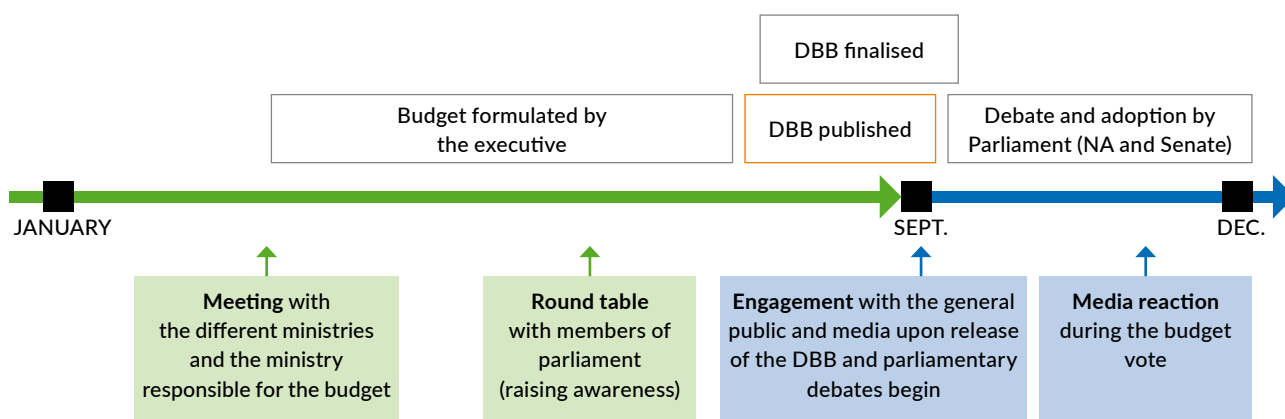 DBB finalised
Budget formulated by
the executive
DBB published
Debate and adoption by
Parliament (NA and Senate)
JANUARY
SEPT.
DEC.
Meeting with
the different ministries
and the ministry
responsible for the budget
Round table
with members of
parliament
(raising awareness)
Engagement with the general
public and media upon release
of the DBB and parliamentary
debates begin
Media reaction
during the budget
vote